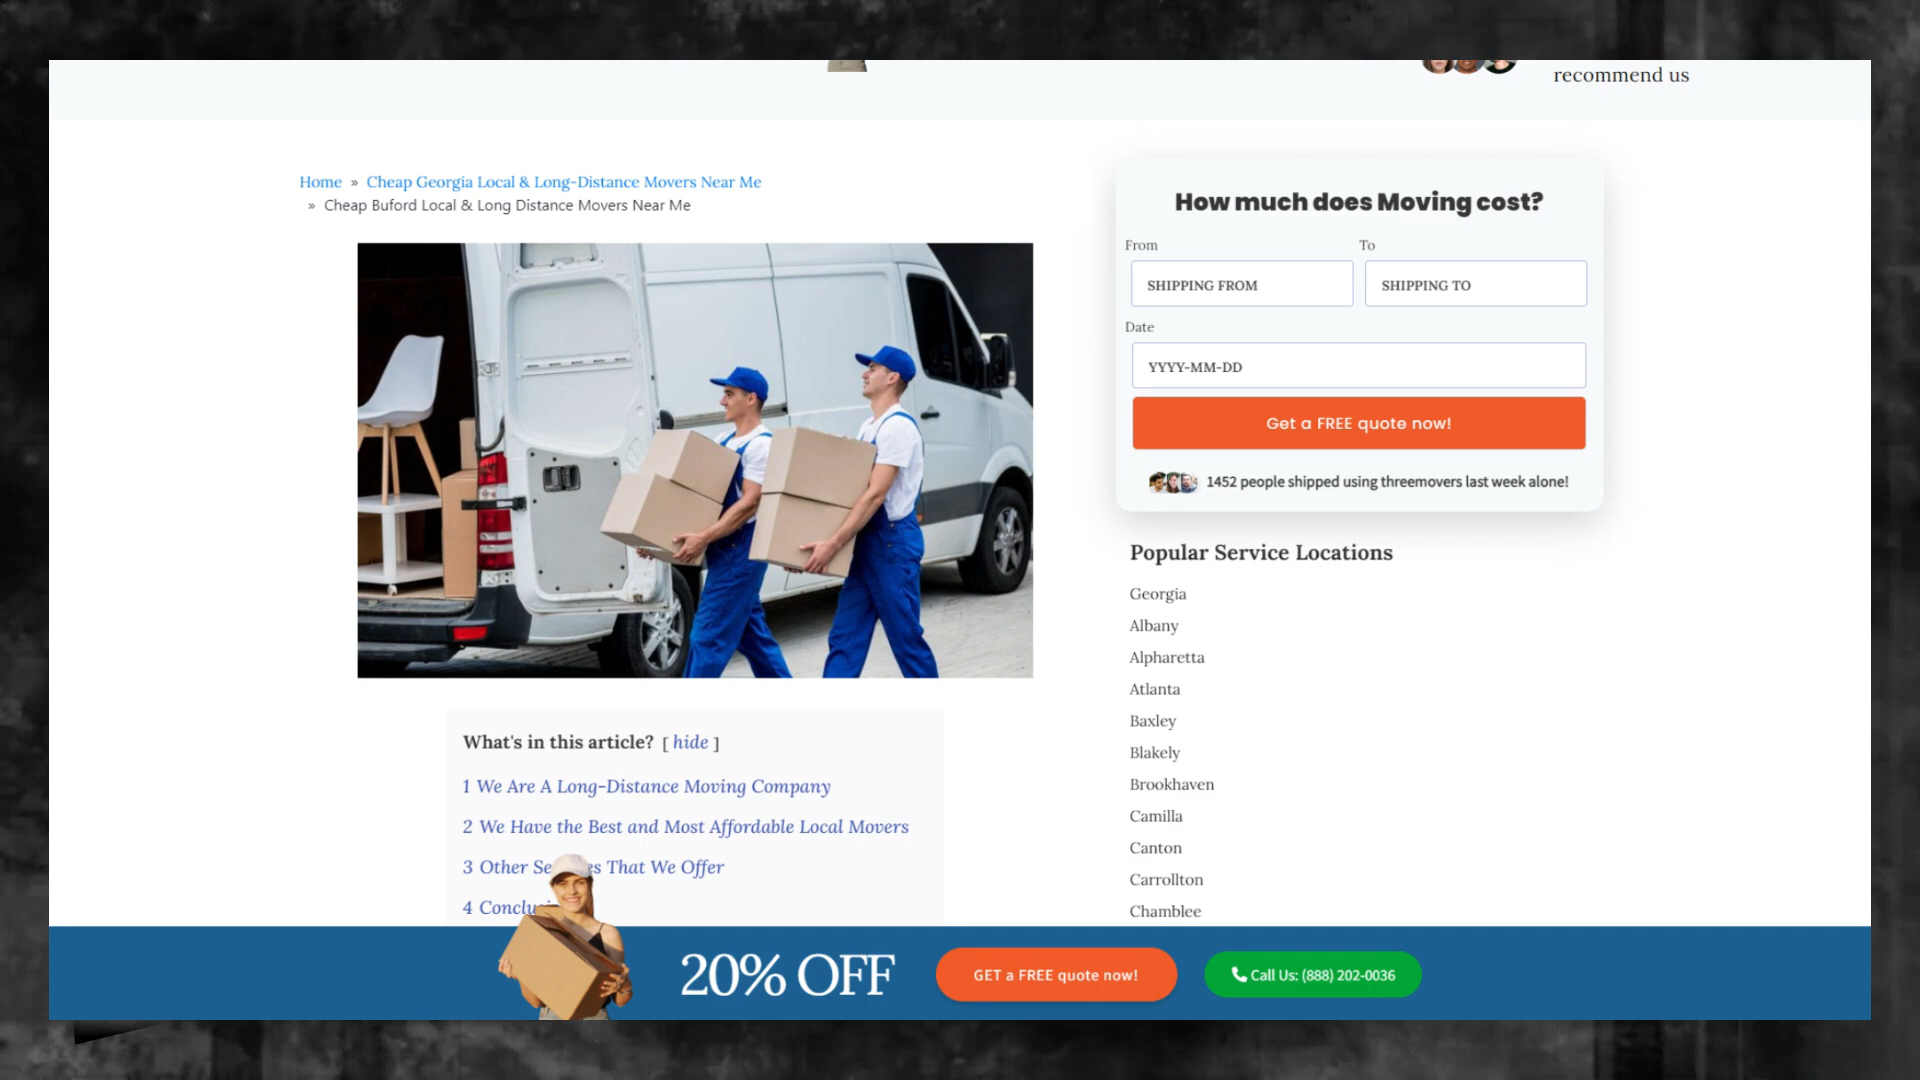 recommend us
Home » Cheap Georgia Local & Long-Distance Movers Near Me
» Cheap Buford Local & Long Distance Movers Near Me
What's in this article? [ hide ]
1 We Are A Long-Distance Moving Company
2 We Have the Best and Most Affordable Local Movers
3 Other Se es That We Offer
4 Conclu
How much does Moving cost?
From To
SHIPPING FROM SHIPPING TO
Date
YYYY-MM-DD
Get a FREE quote now!
1452 people shipped using threemovers last week alone!
Popular Service Locations
Georgia
Albany
Alpharetta
Atlanta
Baxley
Blakely
Brookhaven
Camilla
Canton
Carrollton
Chamblee
20% OFF
GET a FREE quote now!
Call Us: (888) 202-0036